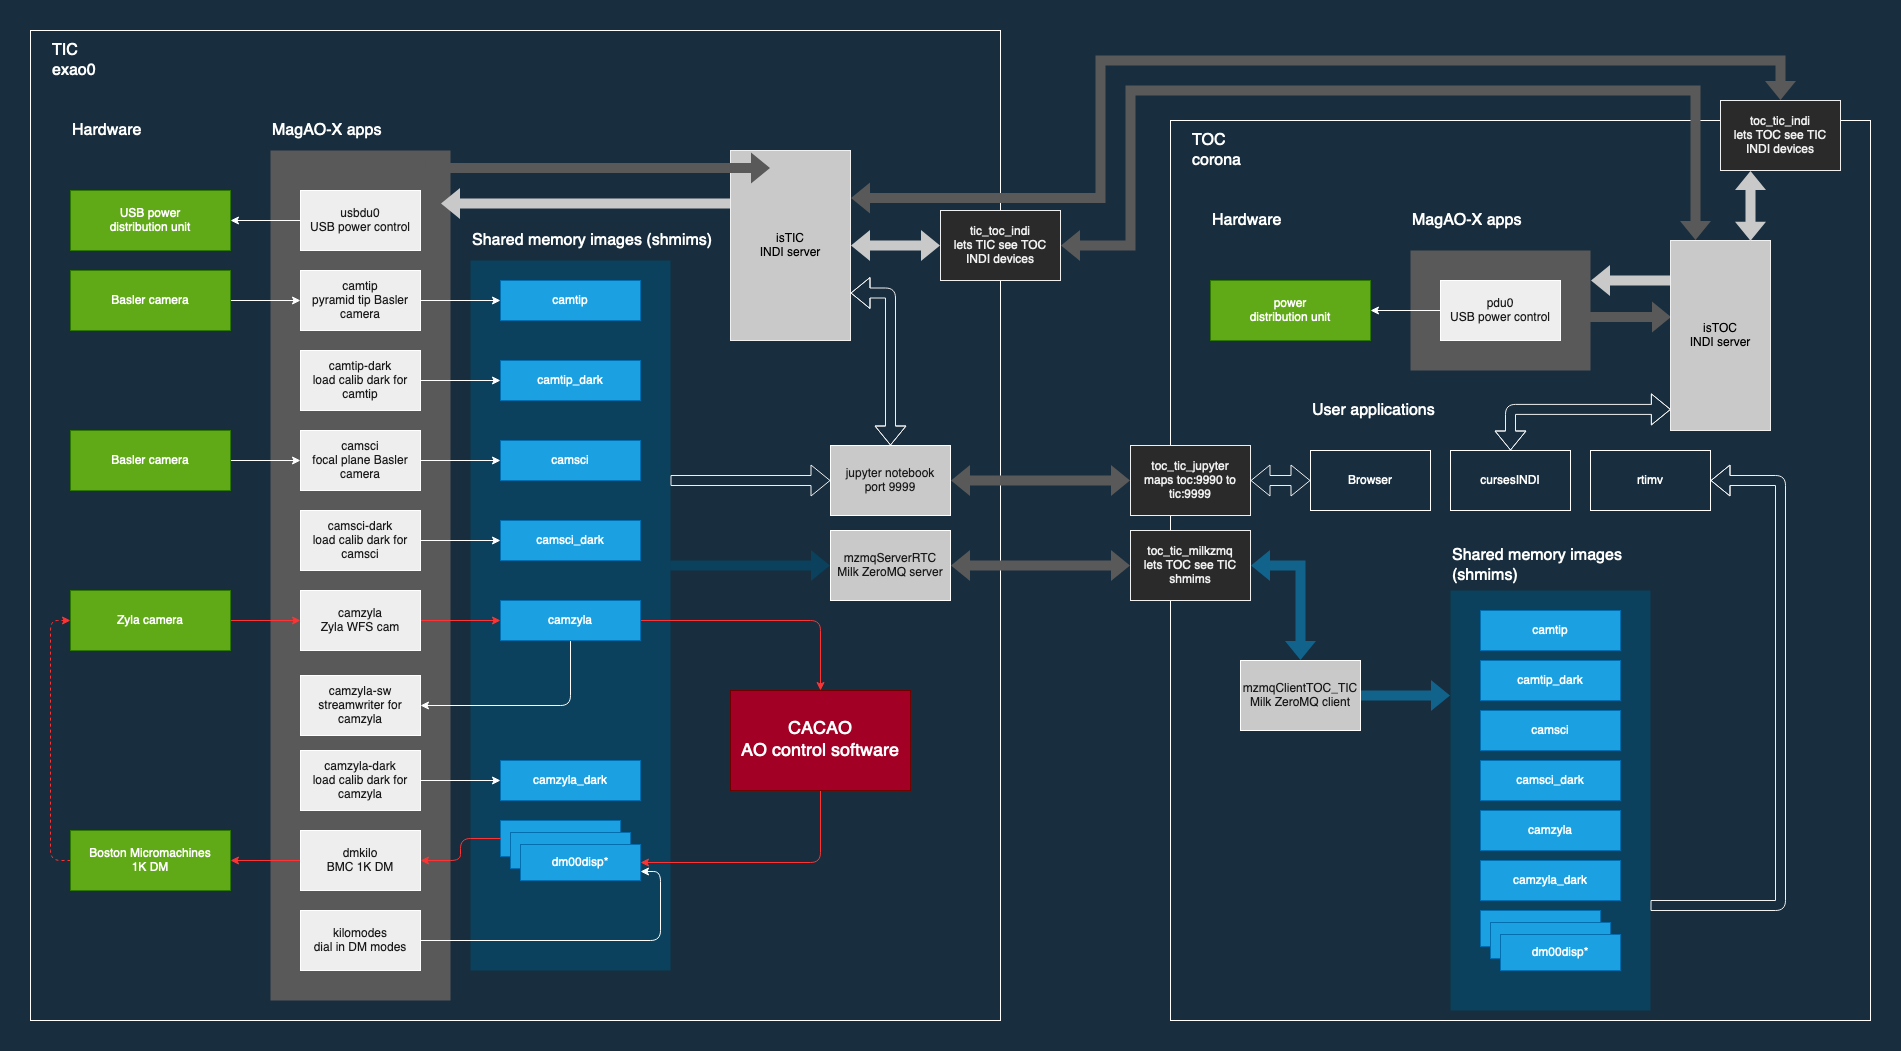 TIC
exao0
Hardware
MagAO-X apps
USB power
distribution unit
usbdu0
USB power control
Basler camera
camtip
pyramid tip Basler
camera
camtip-dark
load calib dark for
camtip
Basler camera
camsci
focal plane Basler
camera
camsci-dark
load calib dark for
camsci
Zyla camera
camzyla
Zyla WFS cam
camzyla-sw
streamwriter for
camzyla
camzyla-dark
load calib dark for
camzyla
Boston Micromachines
1K DM
dmkilo
BMC 1K DM
kilomodes
dial in DM modes
Shared memory images (shmims)
camtip
camtip_dark
camsci
camsci_dark
camzyla
camzyla_dark
dm00disp*
isTIC
INDI server
tic_toc_indi
lets TIC see TOC
INDI devices
jupyter notebook
port 9999
mzmqServerRTC
Milk ZeroMQ server
CACAO
AO control software
TOC
corona
toc_tic_indi
lets TOC see TIC
INDI devices
Hardware
MagAO-X apps
power
distribution unit
pdu0
USB power control
isTOC
INDI server
User applications
toc_tic_jupyter
maps toc:9990 to
tic:9999
Browser
cursesINDI
rtimv
toc_tic_milkzmq
lets TOC see TIC
shmims
mzmqClientTOC_TIC
Milk ZeroMQ client
Shared memory images
(shmims)
camtip
camtip_dark
camsci
camsci_dark
camzyla
camzyla_dark
dm00disp*